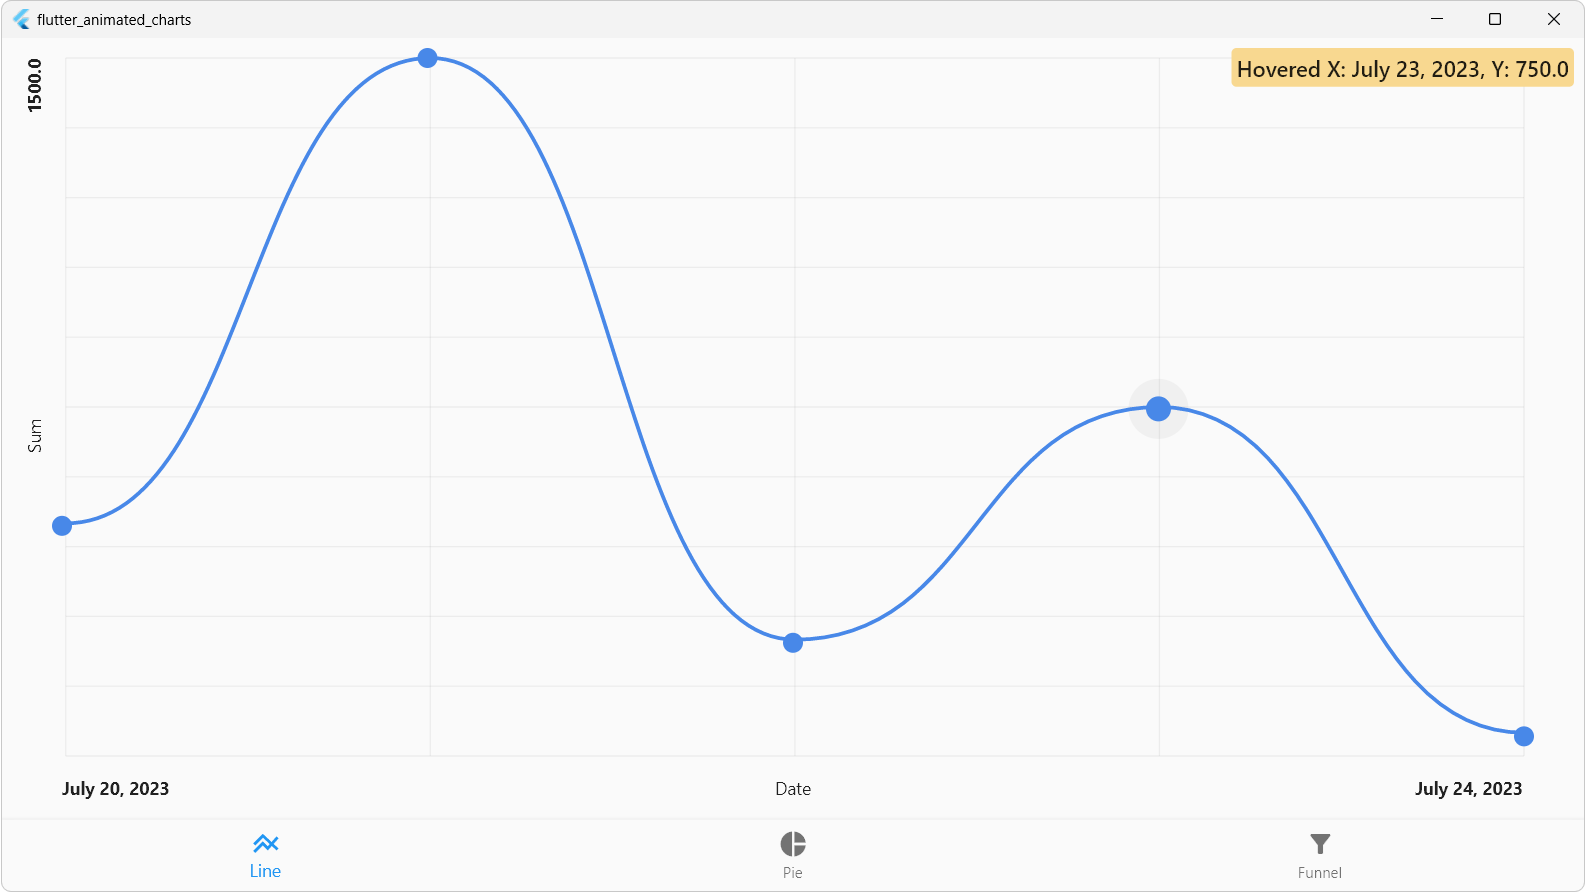 flutter_animated_charts
1500.0
Hovered X: July 23, 2023, Y: 750.0
Sum
July 20, 2023
Date
July 24, 2023
Line
Pie
Funnel